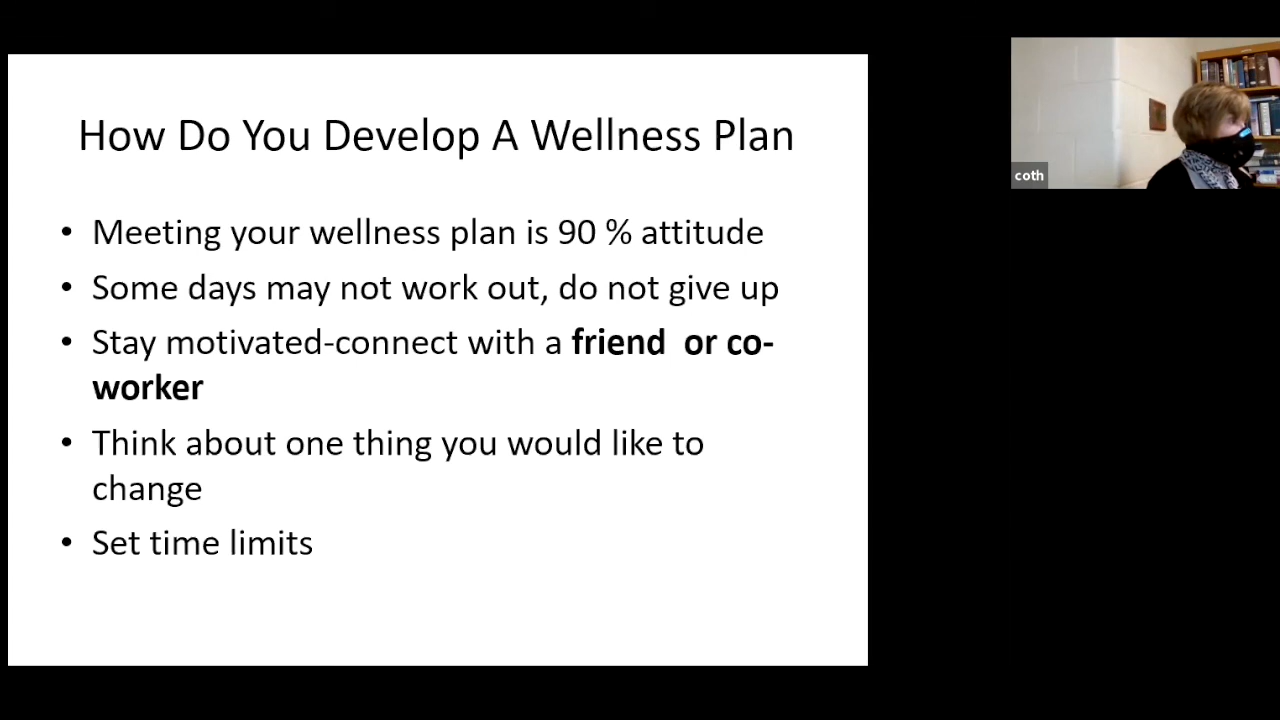 How Do You Develop A Wellness Plan
• Meeting your wellness plan is 90 % attitude
• Some days may not work out, do not give up
• Stay motivated-connect with a friend  or co-
worker
• Think about one thing you would like to
change
• Set time limits
coth